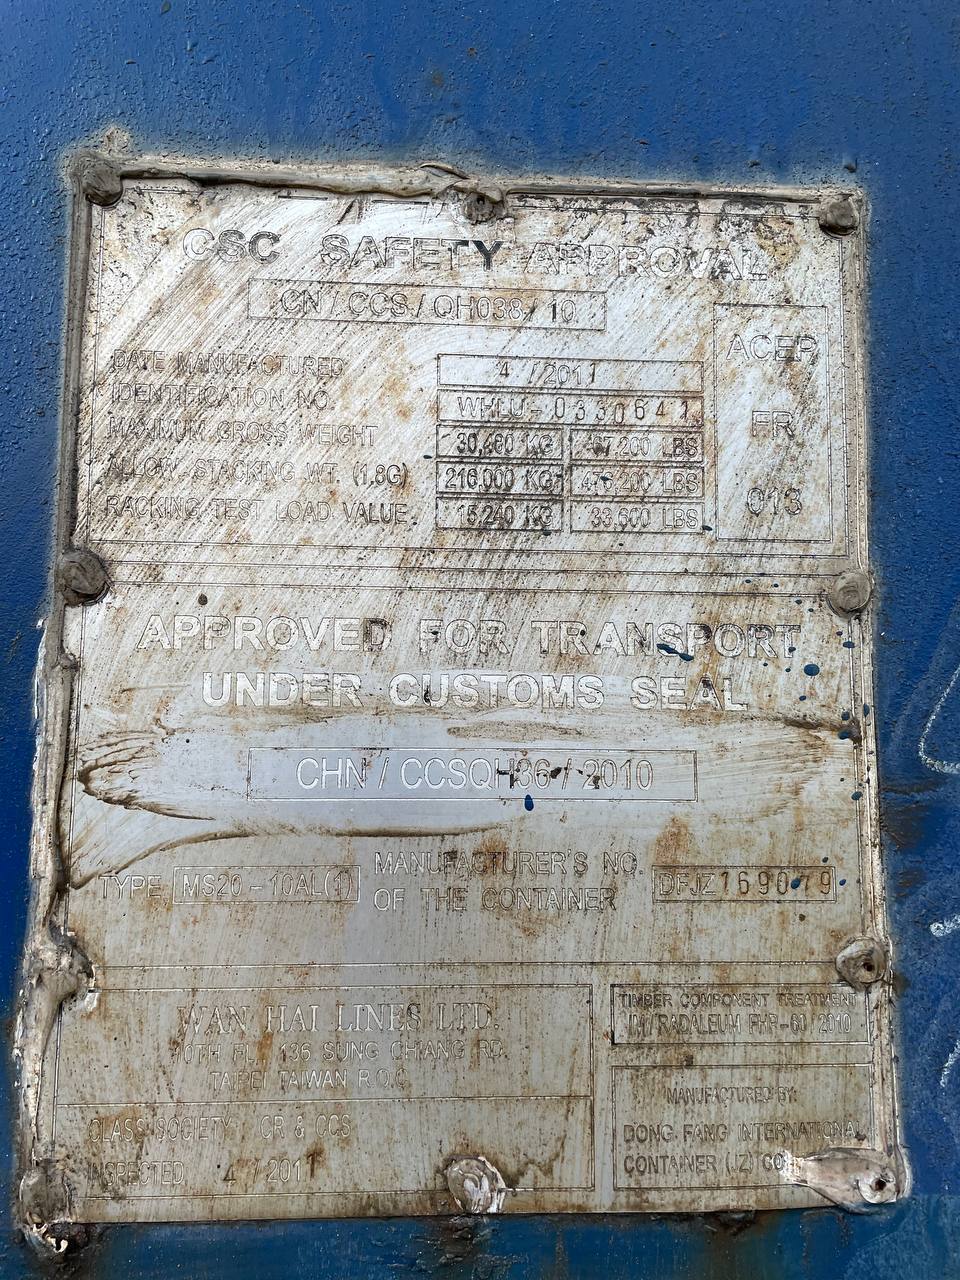 CSC SAFETY APPROVAL
CN / CCS / QH038 / 10
DATE MANUFACTURED 4 / 2011
IDENTIFICATION NO. WHLU-0330641
MAXIMUM GROSS WEIGHT 30,480 KG 67,200 LBS
ALLOW. STACKING WT. (1.8G) 216,000 KG 476,200 LBS
RACKING TEST LOAD VALUE 15,240 KG 33,600 LBS
ACEP
FR
013
APPROVED FOR TRANSPORT
UNDER CUSTOMS SEAL
CHN / CCSQH36 / 2010
TYPE MS20-10AL(1)
MANUFACTURER'S NO.
OF THE CONTAINER
DFJZ169079
WAN HAI LINES LTD.
10TH FL., 136 SUNG CHIANG RD.
TAIPEI TAIWAN R.O.C.
CLASS SOCIETY CR & CCS
INSPECTED 4 / 2011
TIMBER COMPONENT TREATMENT
IM / RADALEUM FHR-60 / 2010
MANUFACTURED BY:
DONG FANG INTERNATIONAL
CONTAINER (JZ) CO